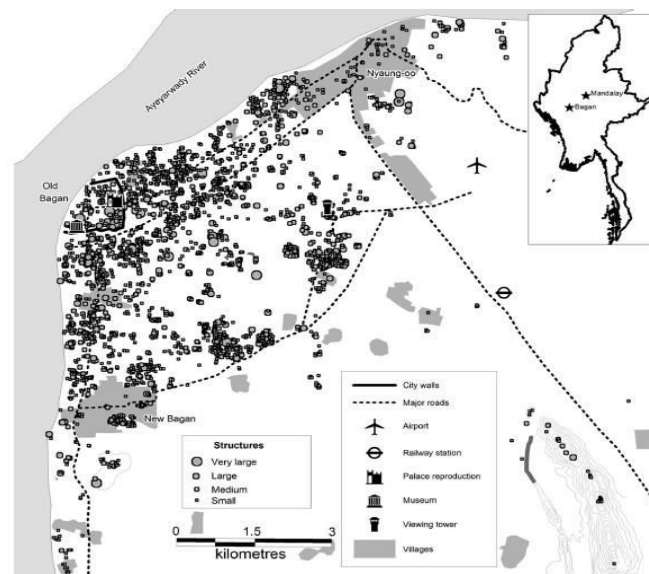 Ayeyarwady River
Nyaung-oo
Mandalay
Bagan
Old
Bagan
New Bagan
Structures
Very large
Large
Medium
Small
0 1.5 3
kilometres
City walls
Major roads
Airport
Railway station
Palace reproduction
Museum
Viewing tower
Villages